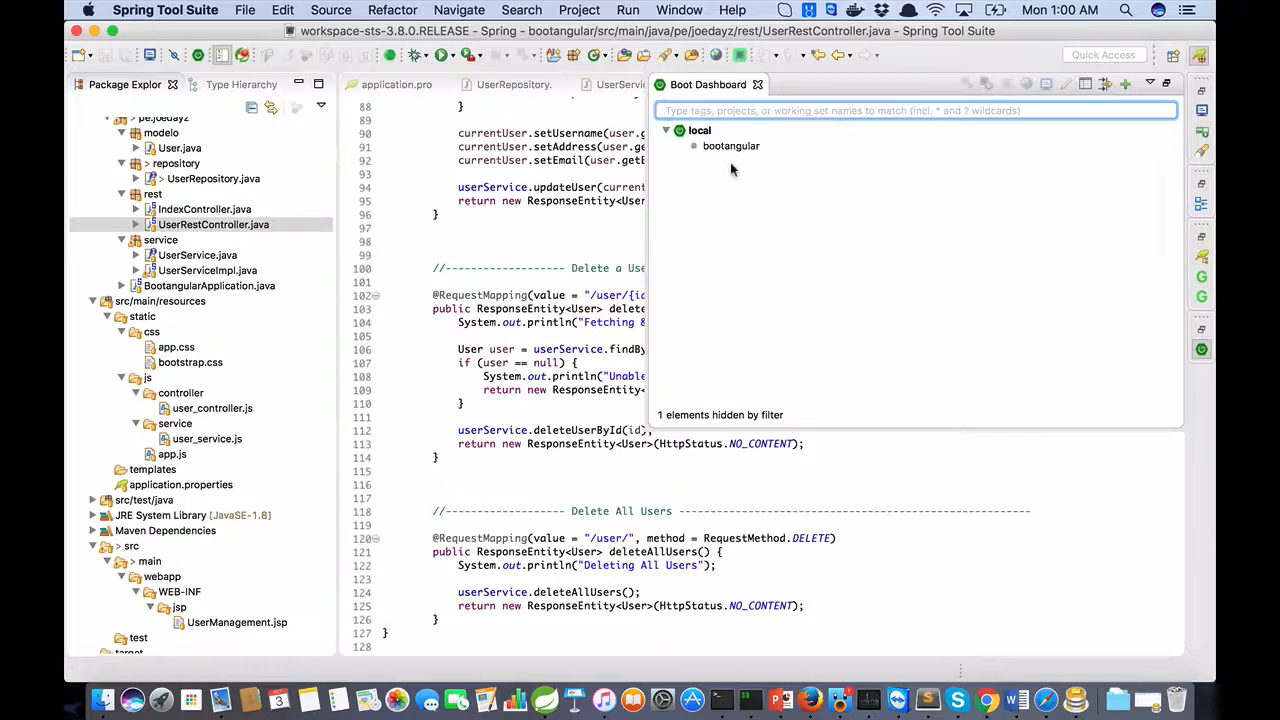 Spring Tool Suite File Edit Source Refactor Navigate Search Project Run Window Help Mon 1:00 AM
workspace-sts-3.8.0.RELEASE - Spring - bootangular/src/main/java/pe/joedayz/rest/UserRestController.java - Spring Tool Suite
Quick Access
Package Explor Type Hierarchy
pe.joedayz
modelo
User.java
> repository
> UserRepository.java
rest
IndexController.java
UserRestController.java
service
UserService.java
UserServiceImpl.java
BootangularApplication.java
src/main/resources
static
css
app.css
bootstrap.css
js
controller
user_controller.js
service
user_service.js
app.js
templates
application.properties
src/test/java
JRE System Library [JavaSE-1.8]
Maven Dependencies
> src
> main
webapp
WEB-INF
jsp
UserManagement.jsp
test
target
application.pro UserRepository. UserServic
88 }
89
90 currentUser.setUsername(user.g
91 currentUser.setAddress(user.ge
92 currentUser.setEmail(user.getE
93
94 userService.updateUser(current
95 return new ResponseEntity<User
96 }
97
98
99
100 //------------------- Delete a Use
101
102 @RequestMapping(value = "/user/{id
103 public ResponseEntity<User> delete
104 System.out.println("Fetching &
105
106 User user = userService.findBy
107 if (user == null) {
108 System.out.println("Unable
109 return new ResponseEntity<
110 }
111
112 userService.deleteUserById(id);
113 return new ResponseEntity<User>(HttpStatus.NO_CONTENT);
114 }
115
116
117
118 //------------------- Delete All Users --------------------------------------------------------
119
120 @RequestMapping(value = "/user/", method = RequestMethod.DELETE)
121 public ResponseEntity<User> deleteAllUsers() {
122 System.out.println("Deleting All Users");
123
124 userService.deleteAllUsers();
125 return new ResponseEntity<User>(HttpStatus.NO_CONTENT);
126 }
127 }
128
Boot Dashboard
Type tags, projects, or working set names to match (incl. * and ? wildcards)
local
bootangular
1 elements hidden by filter